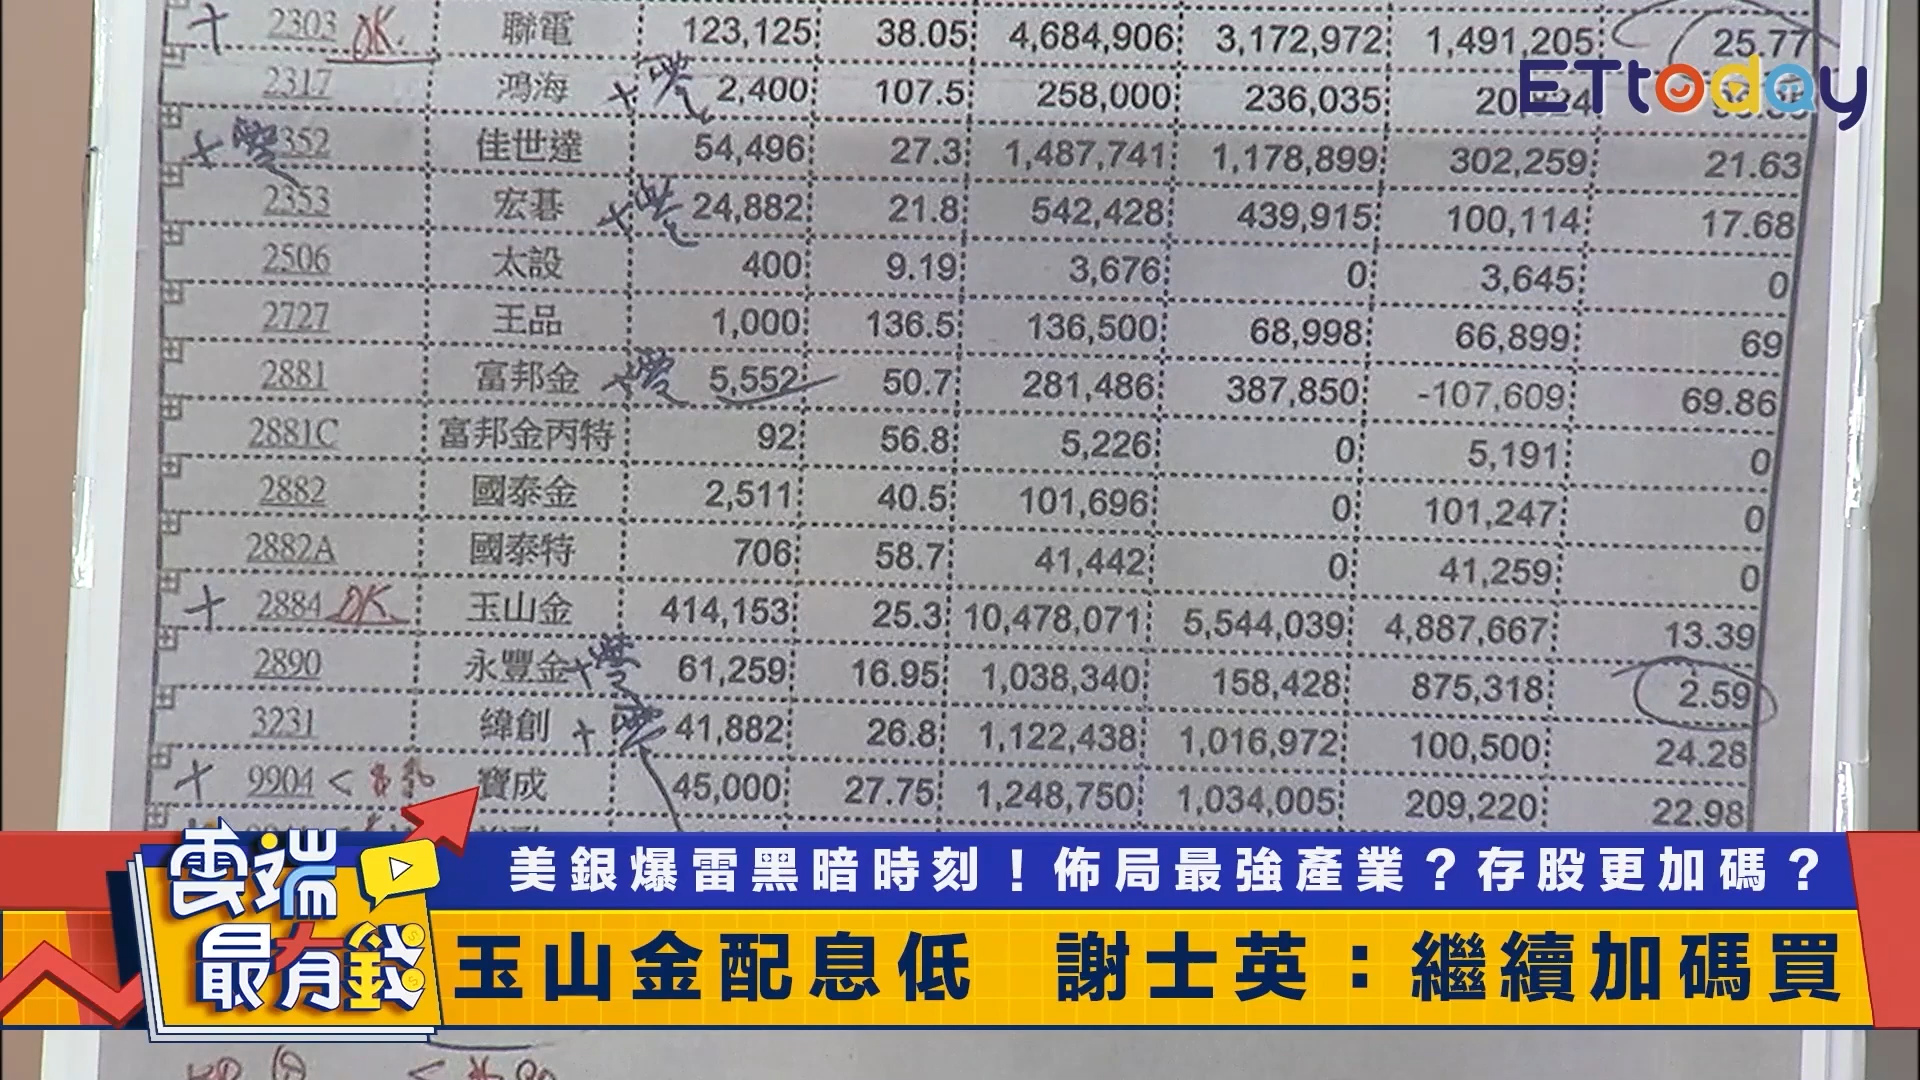 2303 OK 聯電 123,125 38.05 4,684,906 3,172,972 1,491,205 25.77
2317 鴻海 2,400 107.5 258,000 236,035
ETtoday
352 佳世達 54,496 27.3 1,487,741 1,178,899 302,259 21.63
2353 宏碁 24,882 21.8 542,428 439,915 100,114 17.68
2506 太設 400 9.19 3,676 0 3,645 0
2727 王品 1,000 136.5 136,500 68,998 66,899 69
2881 富邦金 5,552 50.7 281,486 387,850 -107,609 69.86
2881C 富邦金丙特 92 56.8 5,226 0 5,191 0
2882 國泰金 2,511 40.5 101,696 0 101,247 0
2882A 國泰特 706 58.7 41,442 0 41,259 0
+ 2884 OK 玉山金 414,153 25.3 10,478,071 5,544,039 4,887,667 13.39
2890 永豐金 61,259 16.95 1,038,340 158,428 875,318 2.59
3231 緯創 + 41,882 26.8 1,122,438 1,016,972 100,500 24.28
+ 9904 < 寶成 45,000 27.75 1,248,750 1,034,005 209,220 22.98
雲端最有錢
美銀爆雷黑暗時刻！佈局最強產業？存股更加碼？
玉山金配息低 謝士英：繼續加碼買